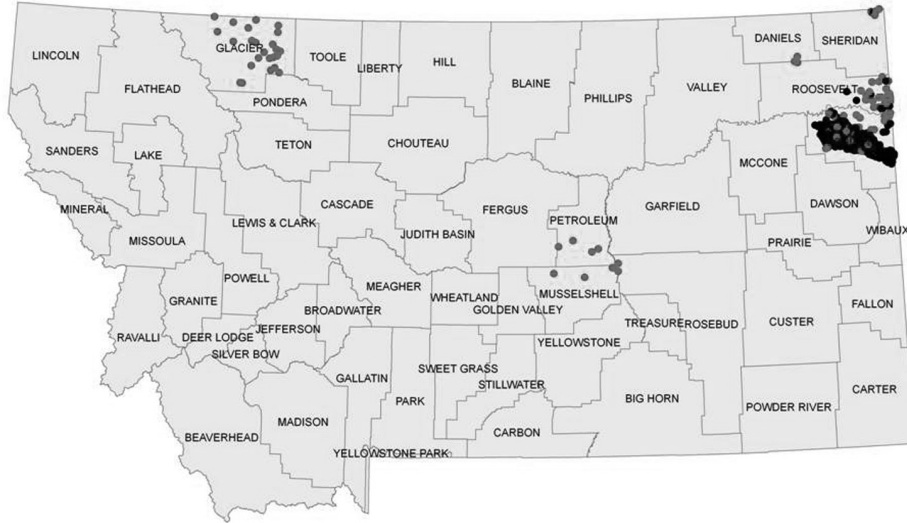 LINCOLN
FLATHEAD
GLACIER
TOOLE
LIBERTY
HILL
BLAINE
PHILLIPS
VALLEY
DANIELS
SHERIDAN
ROOSEVELT
PONDERA
TETON
CHOUTEAU
SANDERS
LAKE
MINERAL
MISSOULA
LEWIS & CLARK
CASCADE
JUDITH BASIN
FERGUS
PETROLEUM
GARFIELD
MCCONE
DAWSON
WIBAUX
PRAIRIE
POWELL
GRANITE
MEAGHER
BROADWATER
WHEATLAND
GOLDEN VALLEY
MUSSELSHELL
TREASURE
ROSEBUD
CUSTER
FALLON
RAVALLI
DEER LODGE
SILVER BOW
JEFFERSON
GALLATIN
PARK
SWEET GRASS
STILLWATER
YELLOWSTONE
BIG HORN
POWDER RIVER
CARTER
BEAVERHEAD
MADISON
CARBON
YELLOWSTONE PARK